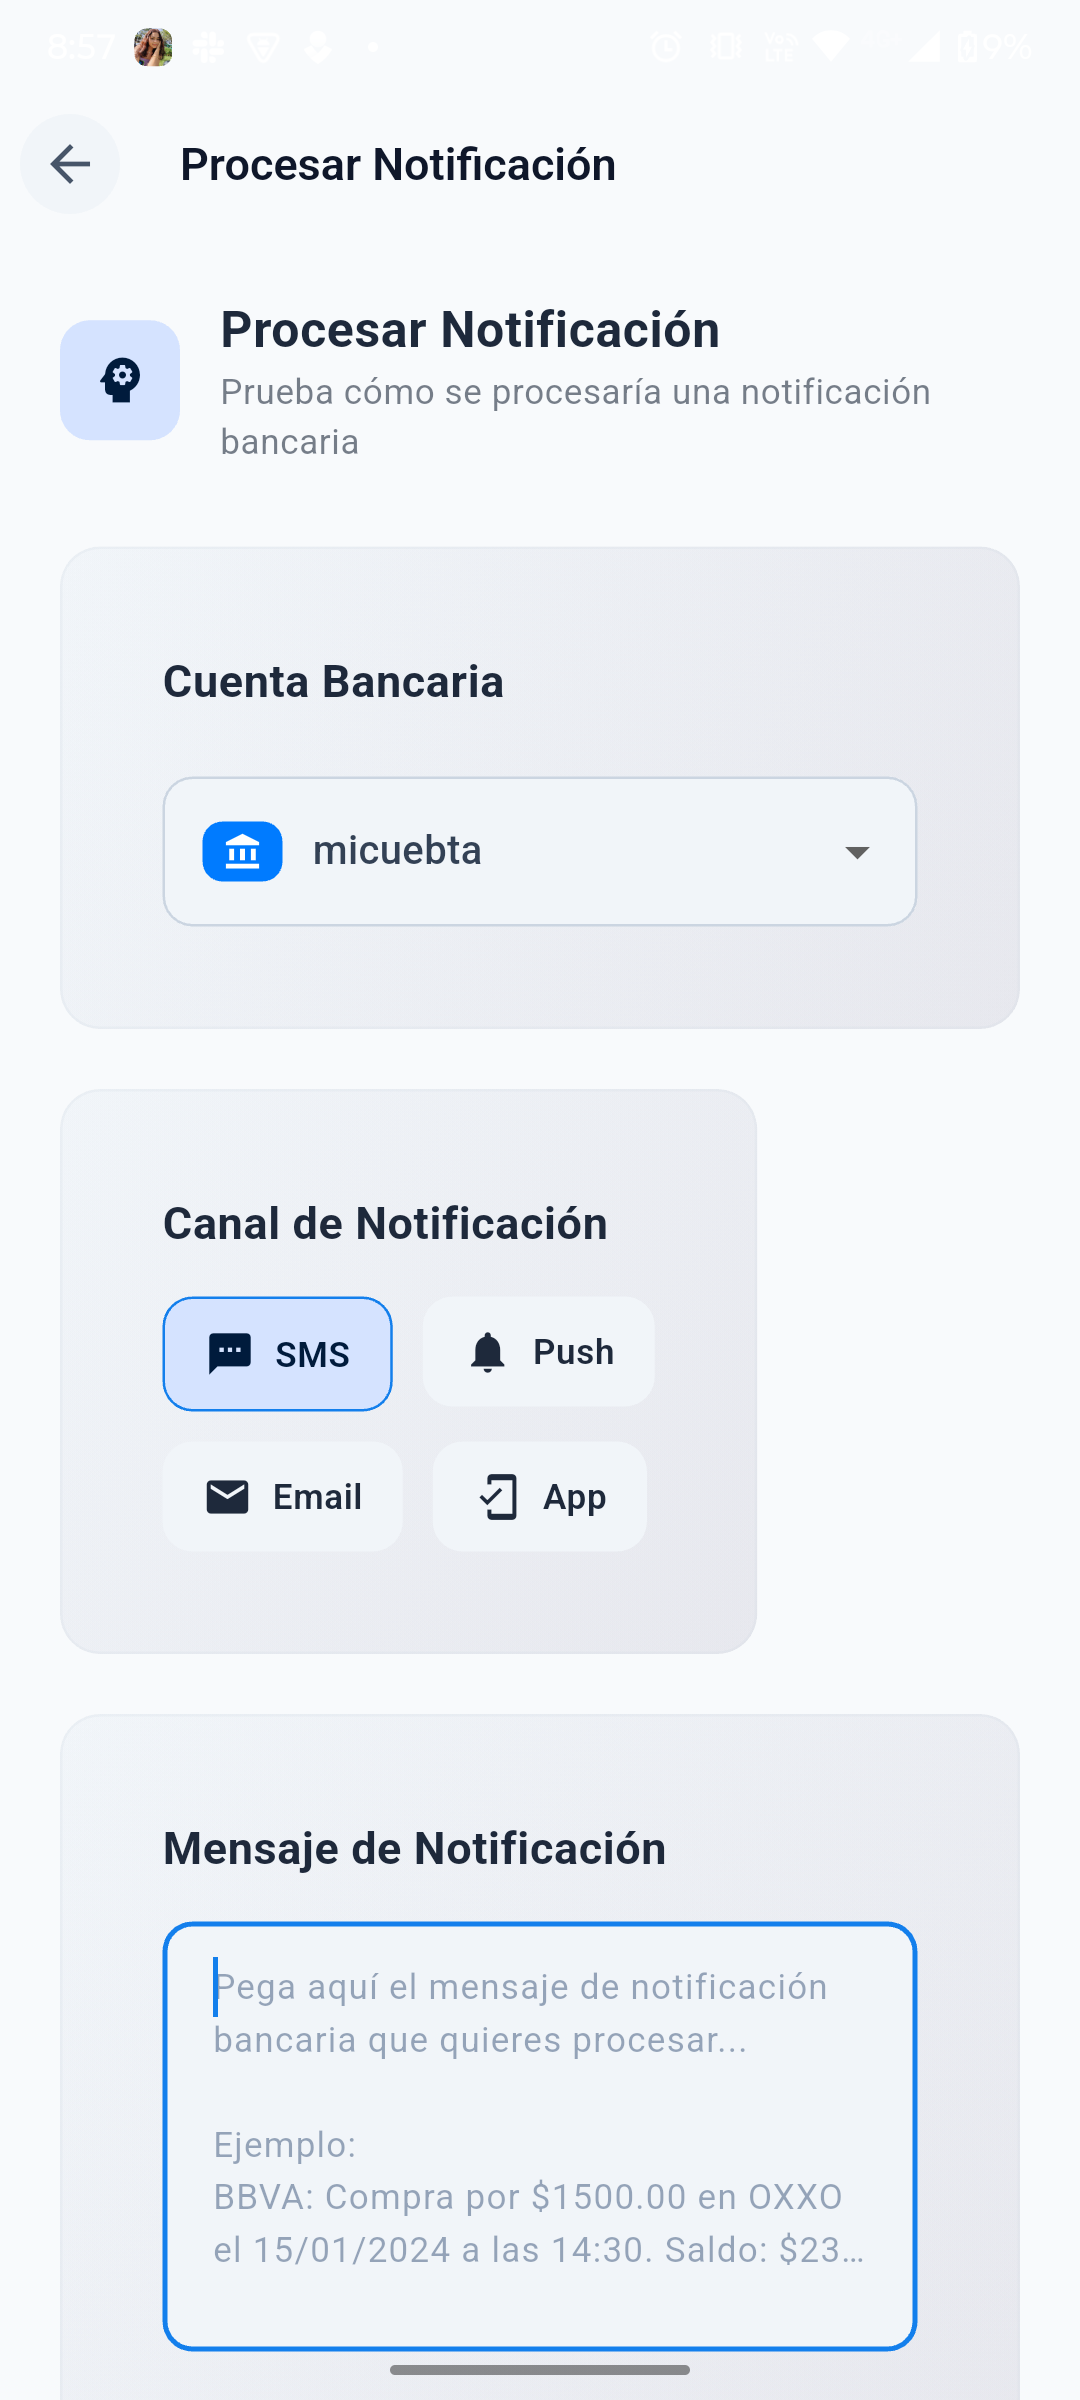 8:57
VoLTE
9%
Procesar Notificación
Procesar Notificación
Prueba cómo se procesaría una notificación
bancaria
Cuenta Bancaria
micuebta
Canal de Notificación
SMS
Push
Email
App
Mensaje de Notificación
Pega aquí el mensaje de notificación
bancaria que quieres procesar...
Ejemplo:
BBVA: Compra por $1500.00 en OXXO
el 15/01/2024 a las 14:30. Saldo: $23…